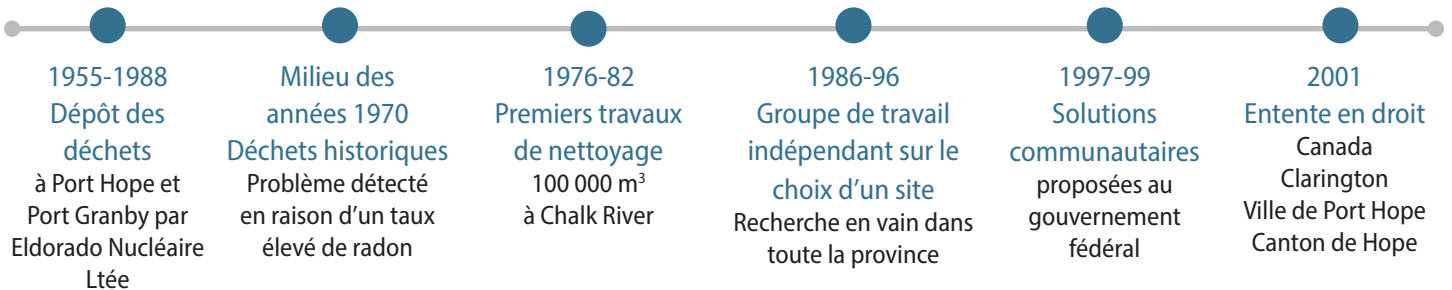 1955-1988
Dépôt des
déchets
à Port Hope et
Port Granby par
Eldorado Nucléaire
Ltée
Milieu des
années 1970
Déchets historiques
Problème détecté
en raison d’un taux
élevé de radon
1976-82
Premiers travaux
de nettoyage
100 000 m³
à Chalk River
1986-96
Groupe de travail
indépendant sur le
choix d’un site
Recherche en vain dans
toute la province
1997-99
Solutions
communautaires
proposées au
gouvernement
fédéral
2001
Entente en droit
Canada
Clarington
Ville de Port Hope
Canton de Hope